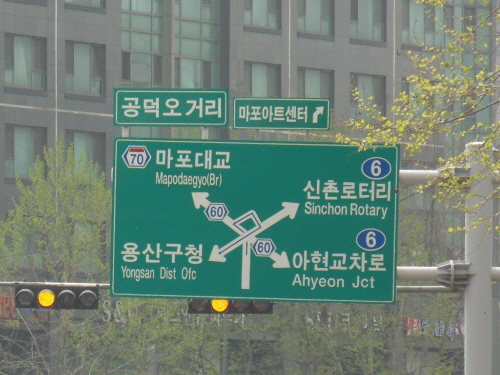 공덕오거리
마포아트센터
70
마포대교
Mapodaegyo(Br)
6
신촌로터리
Sinchon Rotary
60
용산구청
Yongsan Dist Ofc
60
6
아현교차로
Ahyeon Jct